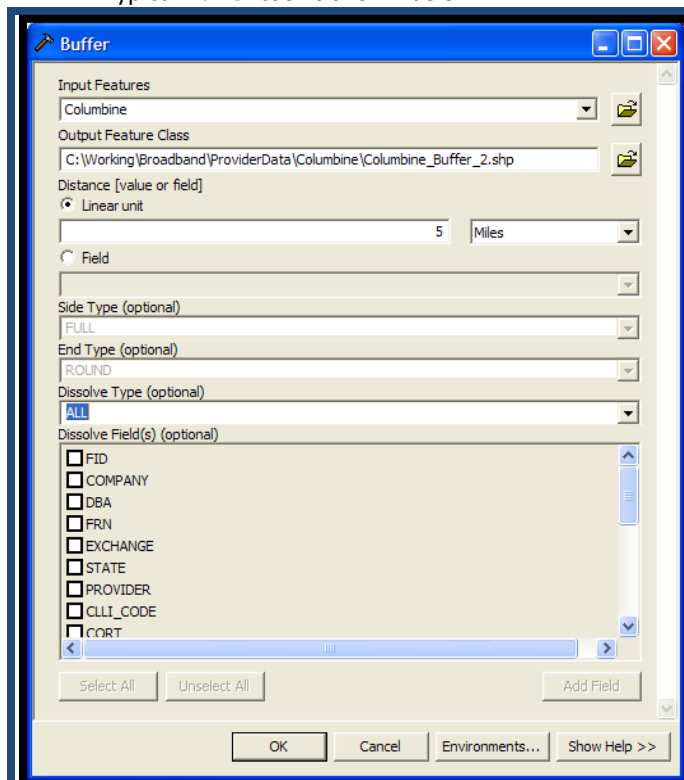 Buffer
Input Features
Columbine
Output Feature Class
C:\Working\Broadband\ProviderData\Columbine\Columbine_Buffer_2.shp
Distance [value or field]
Linear unit
5 Miles
Field
Side Type (optional)
FULL
End Type (optional)
ROUND
Dissolve Type (optional)
ALL
Dissolve Field(s) (optional)
FID
COMPANY
DBA
FRN
EXCHANGE
STATE
PROVIDER
CLLI_CODE
CORT
Select All Unselect All Add Field
OK Cancel Environments... Show Help >>